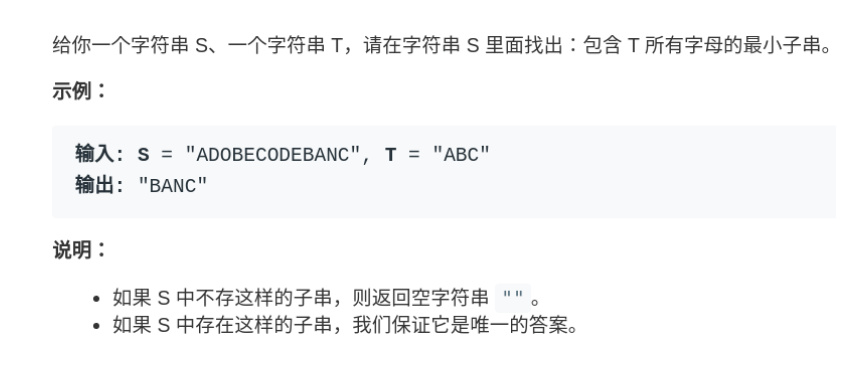 给你一个字符串 S、一个字符串 T，请在字符串 S 里面找出：包含 T 所有字母的最小子串。
示例：
输入: S = "ADOBECODEBANC", T = "ABC"
输出: "BANC"
说明：
• 如果 S 中不存这样的子串，则返回空字符串 ""。
• 如果 S 中存在这样的子串，我们保证它是唯一的答案。